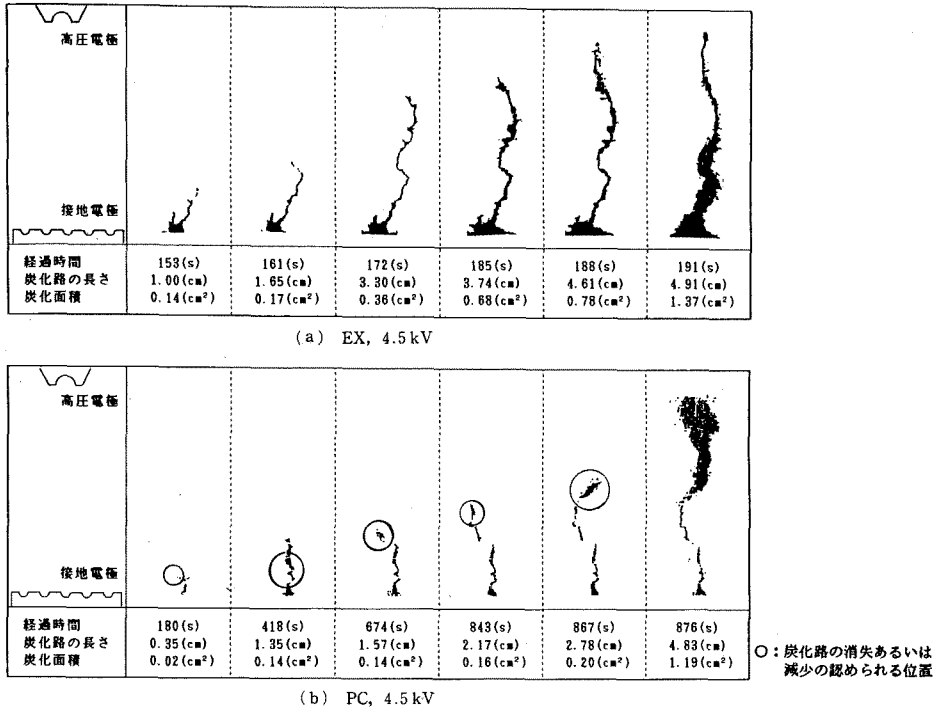 高圧電極
接地電極
経過時間 153(s) 161(s) 172(s) 185(s) 188(s) 191(s)
炭化路の長さ 1.00(cm) 1.65(cm) 3.30(cm) 3.74(cm) 4.61(cm) 4.91(cm)
炭化面積 0.14(cm²) 0.17(cm²) 0.36(cm²) 0.68(cm²) 0.78(cm²) 1.37(cm²)
(a) EX, 4.5kV
高圧電極
接地電極
経過時間 180(s) 418(s) 674(s) 843(s) 867(s) 876(s)
炭化路の長さ 0.35(cm) 1.35(cm) 1.57(cm) 2.17(cm) 2.78(cm) 4.83(cm)
炭化面積 0.02(cm²) 0.14(cm²) 0.14(cm²) 0.16(cm²) 0.20(cm²) 1.19(cm²)
○:炭化路の消失あるいは
減少の認められる位置
(b) PC, 4.5kV